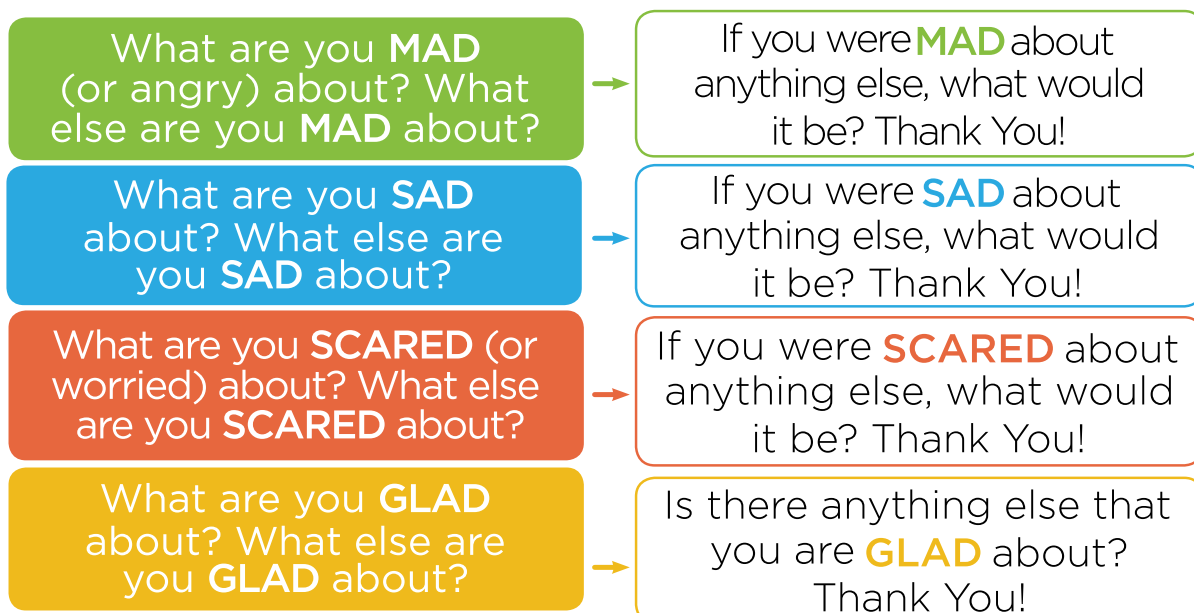 What are you MAD
(or angry) about? What
else are you MAD about?
If you were MAD about
anything else, what would
it be? Thank You!
What are you SAD
about? What else are
you SAD about?
If you were SAD about
anything else, what would
it be? Thank You!
What are you SCARED (or
worried) about? What else
are you SCARED about?
If you were SCARED about
anything else, what would
it be? Thank You!
What are you GLAD
about? What else are
you GLAD about?
Is there anything else that
you are GLAD about?
Thank You!